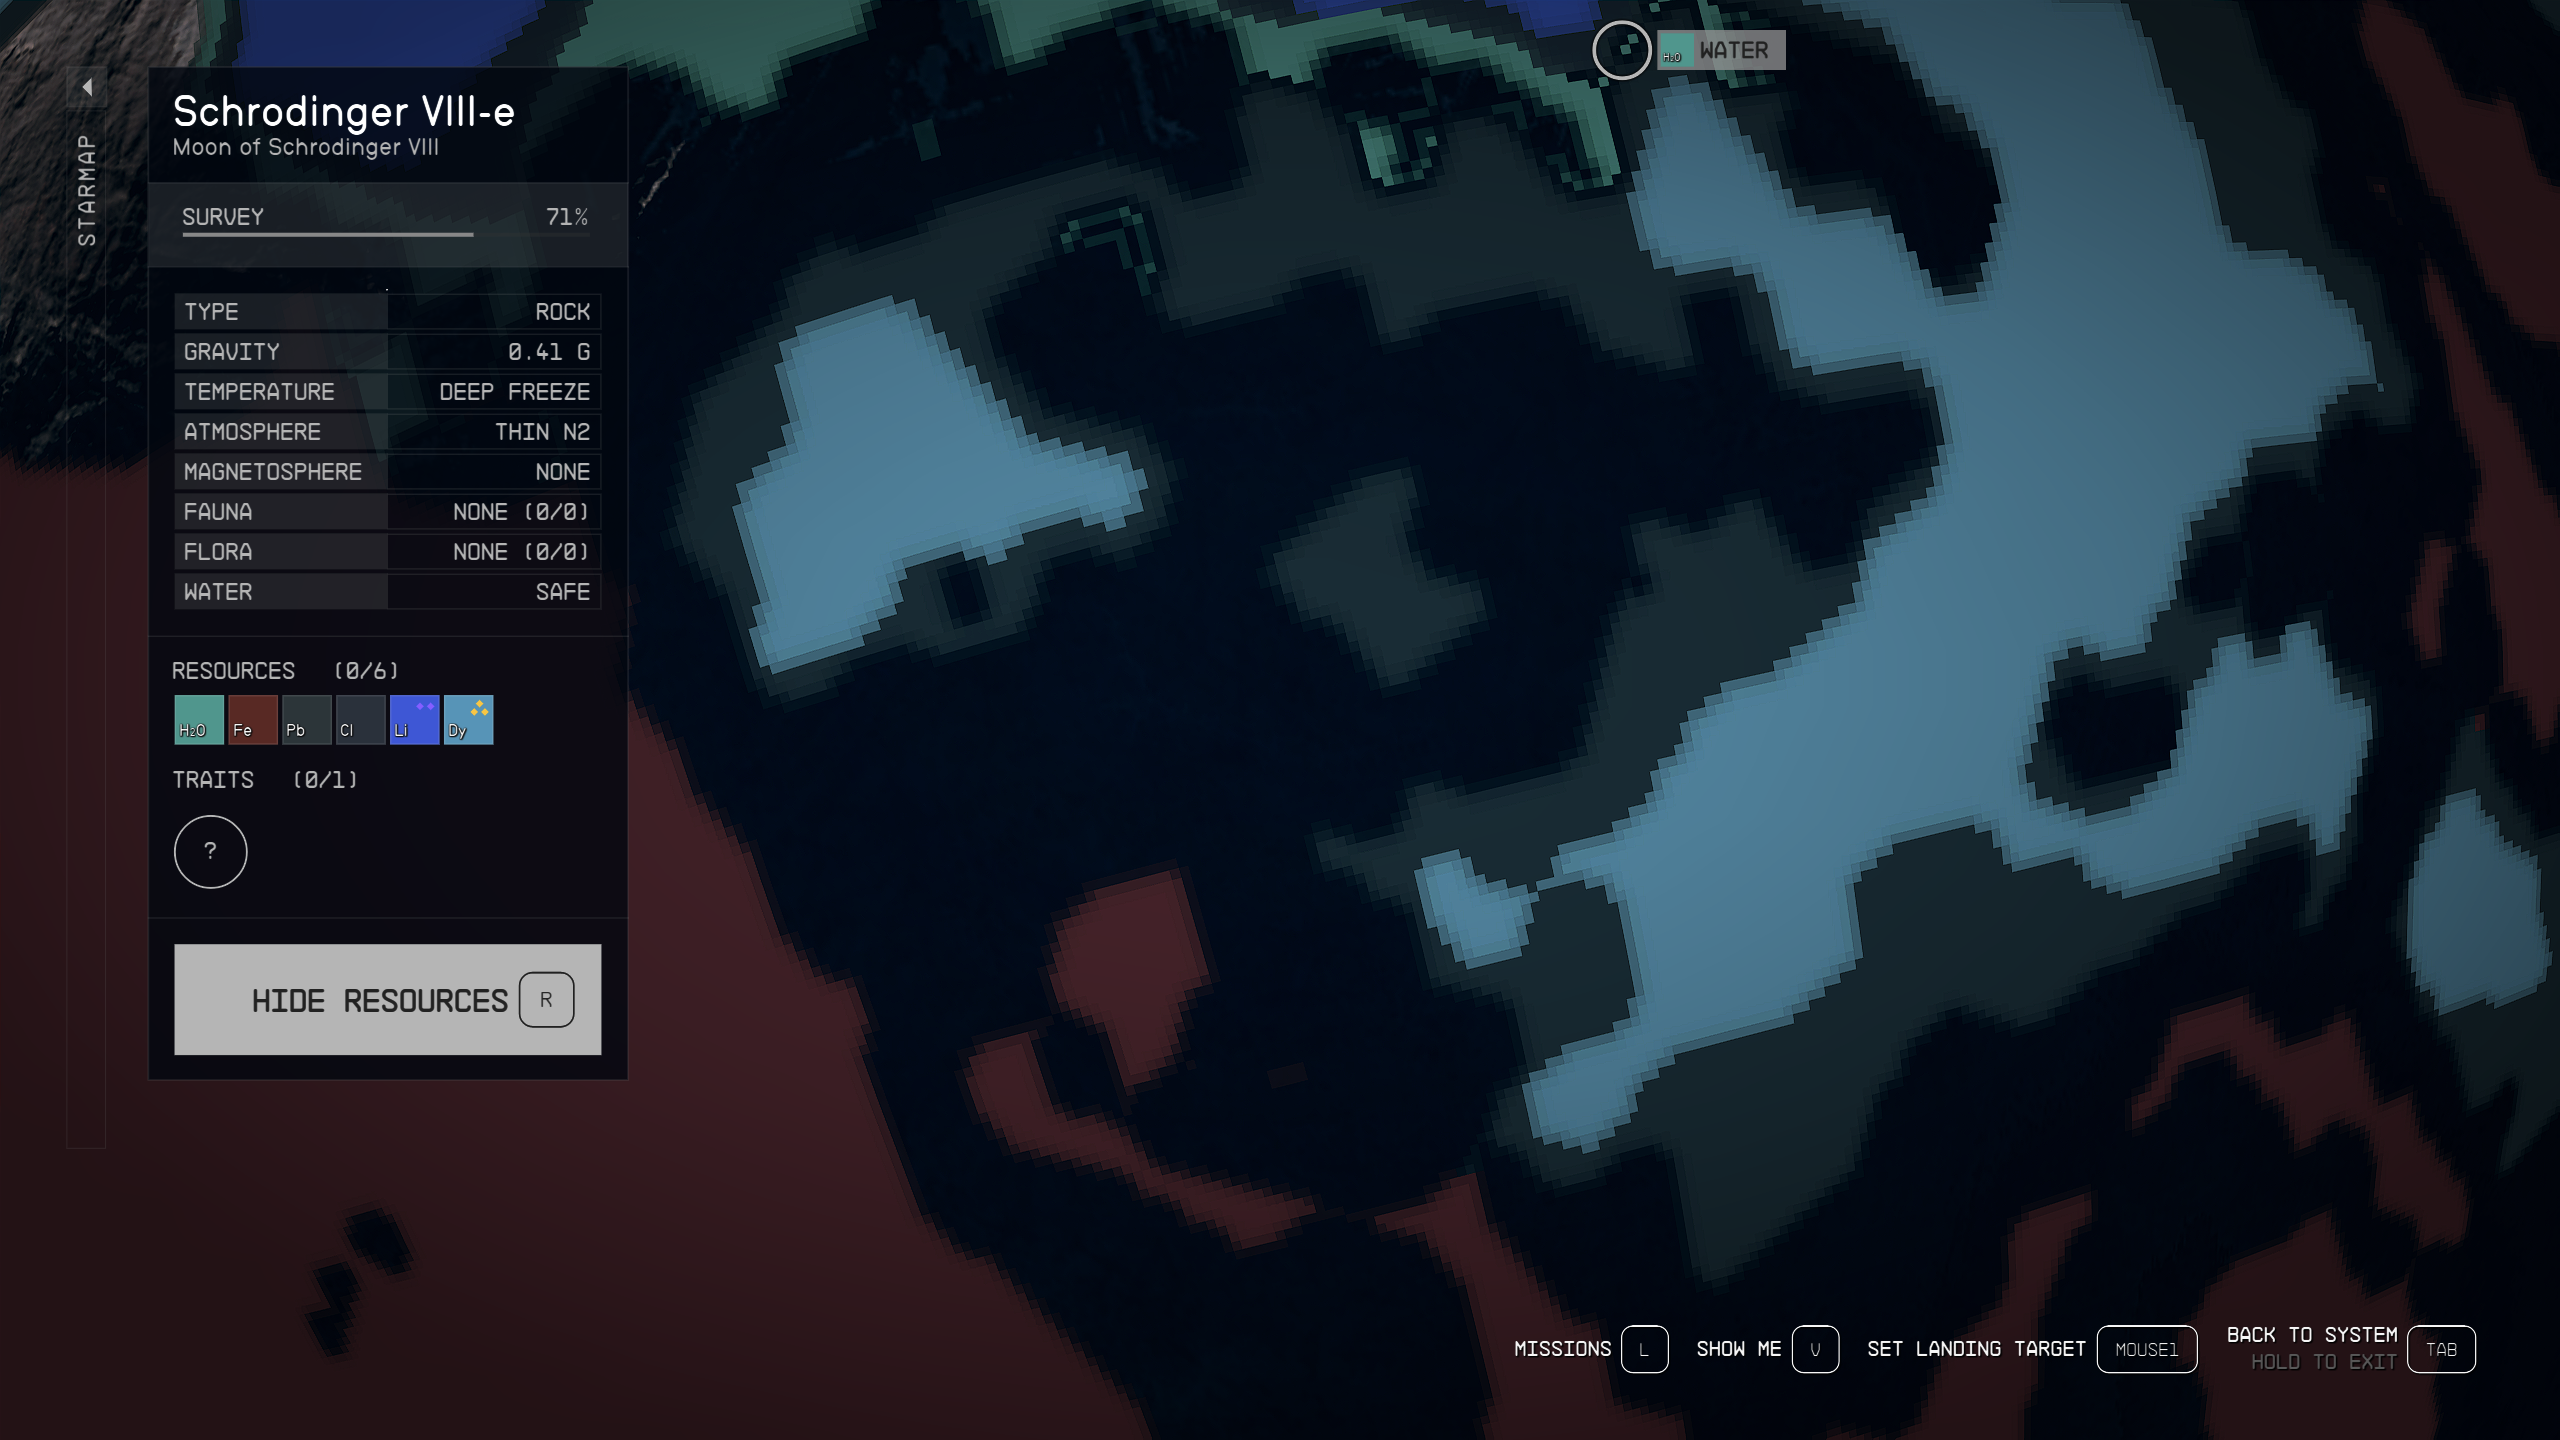 STARMAP
Schrodinger VIII-e
Moon of Schrodinger VIII
SURVEY 71%
TYPE ROCK
GRAVITY 0.41 G
TEMPERATURE DEEP FREEZE
ATMOSPHERE THIN N2
MAGNETOSPHERE NONE
FAUNA NONE (0/0)
FLORA NONE (0/0)
WATER SAFE
RESOURCES (0/6)
H2O Fe Pb Cl Li Dy
TRAITS (0/1)
?
HIDE RESOURCES R
H2O WATER
MISSIONS L SHOW ME V SET LANDING TARGET MOUSE1 BACK TO SYSTEM TAB
HOLD TO EXIT